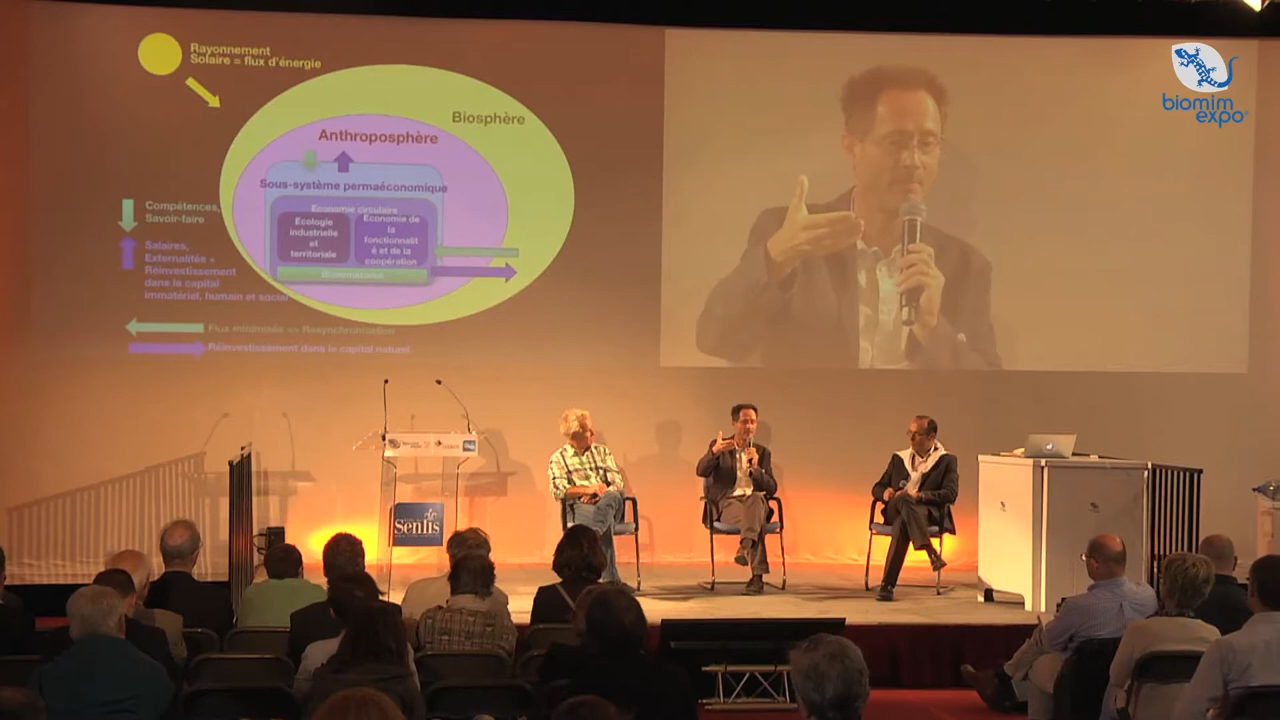 Rayonnement
Solaire = flux d'énergie
Biosphère
Anthroposphère
Sous-système permaéconomique
Economie circulaire
Ecologie
industrielle
et
territoriale
Economie de
la
fonctionnalit
é et de la
coopération
Compétences,
Savoir-faire
Salaires,
Externalités =
Réinvestissement
dans le capital
immatériel, humain et social
Flux minimisés => Resynchronisation
Réinvestissement dans le capital naturel
biomim
expo
Senlis